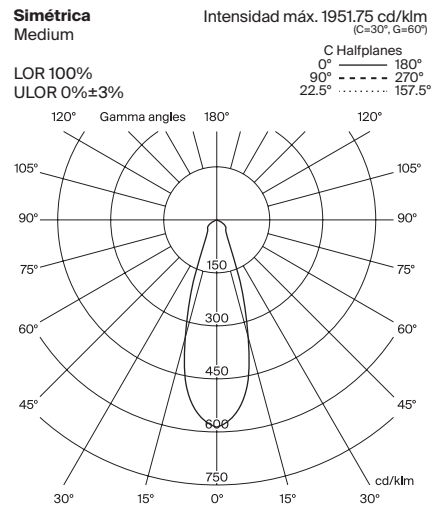 Simétrica
Medium
Intensidad máx. 1951.75 cd/klm
(C=30°, G=60°)
LOR 100%
ULOR 0%±3%
C Halfplanes
0° 180°
90° 270°
22.5° 157.5°
120° Gamma angles 180° 120°
105° 105°
90° 90°
75° 75°
150
60° 60°
300
45° 45°
450
600
750 cd/klm
30° 15° 0° 15° 30°